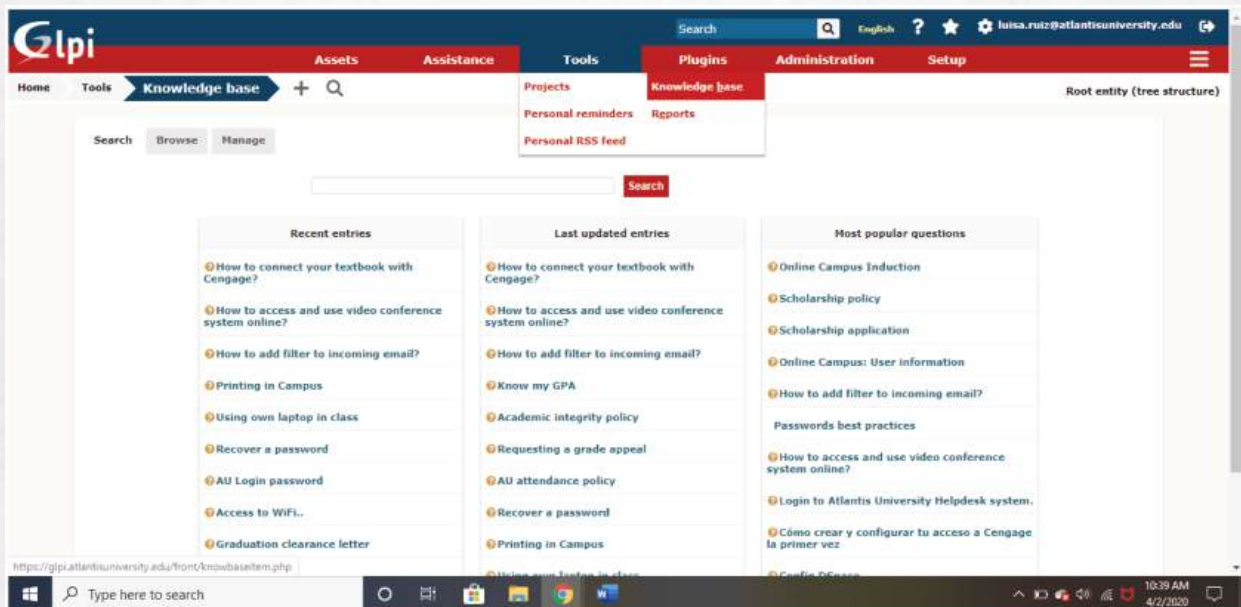 Glpi
Search
English
?
luisa.ruiz@atlantisuniversity.edu
Assets Assistance Tools Plugins Administration Setup
Home Tools Knowledge base
Projects
Personal reminders
Personal RSS feed
Knowledge base
Reports
Root entity (tree structure)
Search Browse Manage
Search
Recent entries
How to connect your textbook with
Cengage?
How to access and use video conference
system online?
How to add filter to incoming email?
Printing in Campus
Using own laptop in class
Recover a password
AU Login password
Access to WiFi..
Graduation clearance letter
Last updated entries
How to connect your textbook with
Cengage?
How to access and use video conference
system online?
How to add filter to incoming email?
Know my GPA
Academic integrity policy
Requesting a grade appeal
AU attendance policy
Recover a password
Printing in Campus
Using own laptop in class
Most popular questions
Online Campus Induction
Scholarship policy
Scholarship application
Online Campus: User information
How to add filter to incoming email?
Passwords best practices
How to access and use video conference
system online?
Login to Atlantis University Helpdesk system.
Cómo crear y configurar tu acceso a Cengage
la primer vez
Config DSpace
https://glpi.atlantisuniversity.edu/front/knowbaseitem.php
Type here to search
10:39 AM
4/2/2020